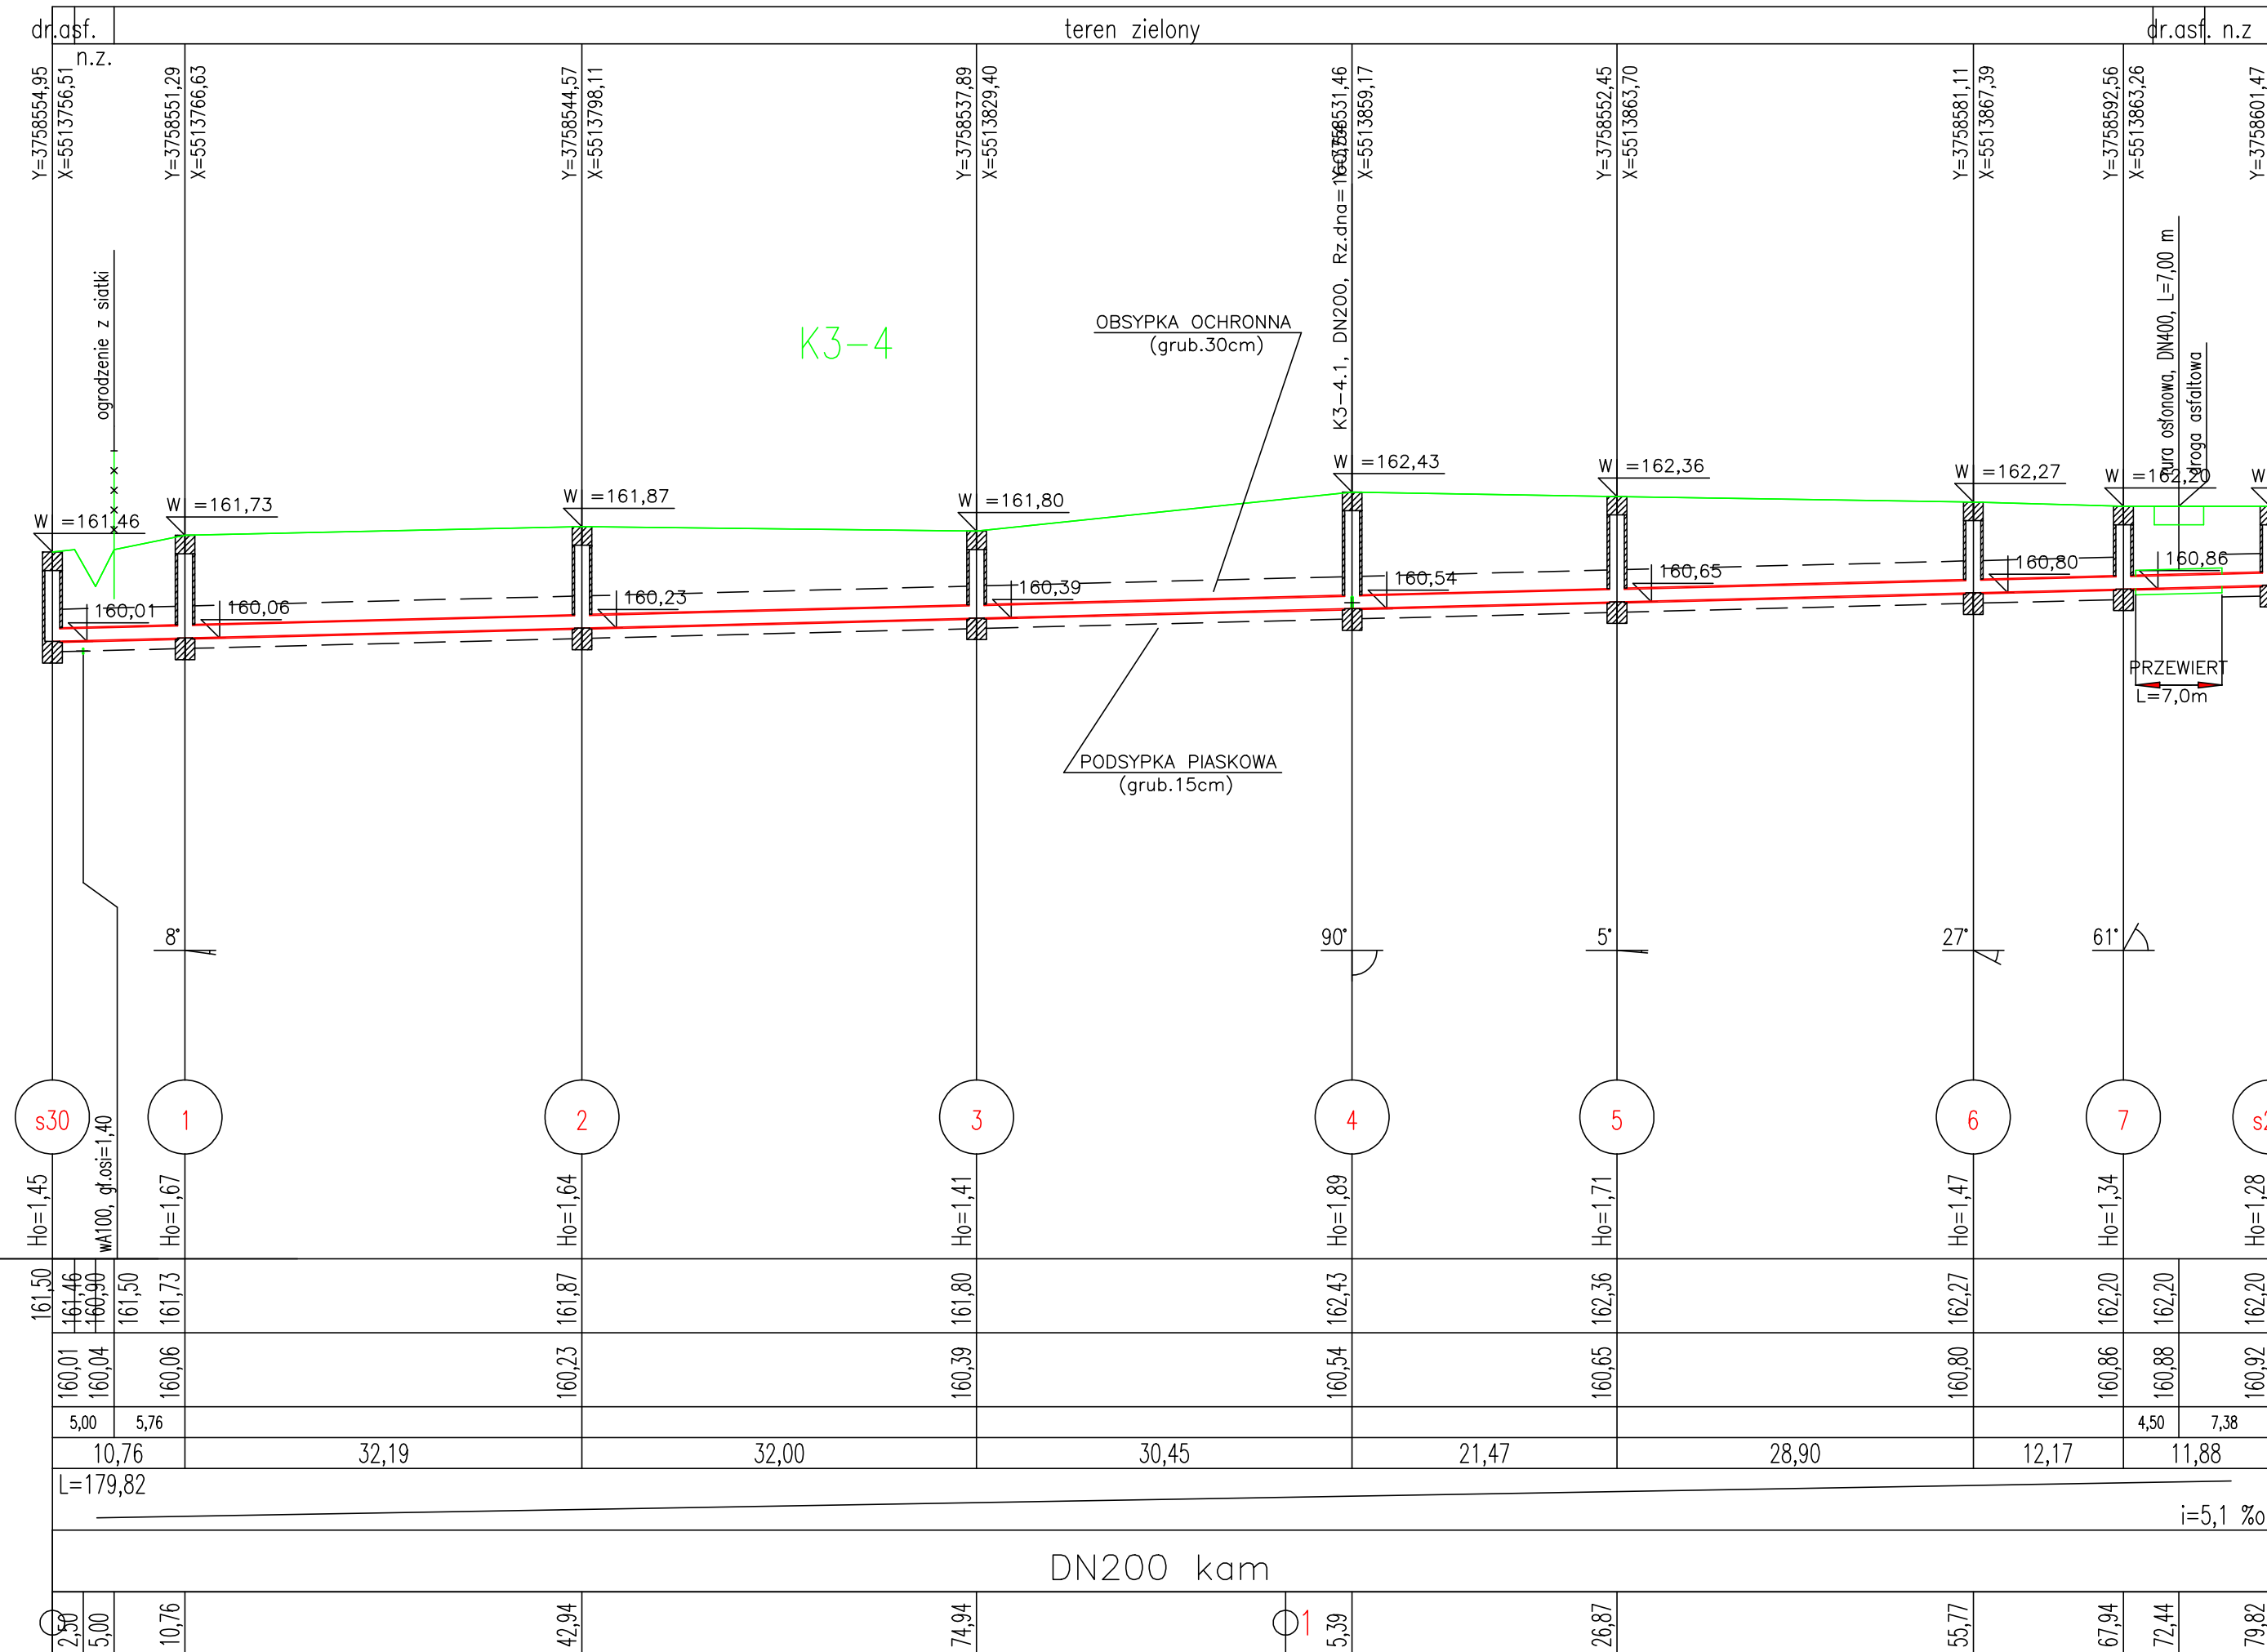 dr.asf.
teren zielony
dr.asf.
n.z
n.z.
Y=3758554,95
X=5513756,51
Y=3758551,29
X=5513766,63
Y=3758544,57
X=5513798,11
Y=3758537,89
X=5513829,40
Y=3758531,46
X=5513859,17
Y=3758552,45
X=5513863,70
Y=3758581,11
X=5513867,39
Y=3758592,56
X=5513863,26
Y=3758601,47
ogrodzenie z siatki
K3-4
OBSYPKA OCHRONNA
(grub.30cm)
K3-4.1, DN200, Rz.dna=160,54
rura osłonowa, DN400, L=7,00 m
droga asfaltowa
W =161,46
W =161,73
W =161,87
W =161,80
W =162,43
W =162,36
W =162,27
W =162,20
W
160,01
160,06
160,23
160,39
160,54
160,65
160,80
160,86
PRZEWIERT
L=7,0m
PODSYPKA PIASKOWA
(grub.15cm)
8°
90°
5°
27°
61°
s30
1
2
3
4
5
6
7
wA100, gł.osi=1,40
Ho=1,45
Ho=1,67
Ho=1,64
Ho=1,41
Ho=1,89
Ho=1,71
Ho=1,47
Ho=1,34
Ho=1,28
161,50
161,46
160,90
161,50
161,73
161,87
161,80
162,43
162,36
162,27
162,20
162,20
162,20
160,01
160,04
160,06
160,23
160,39
160,54
160,65
160,80
160,86
160,88
160,92
5,00
5,76
4,50
7,38
10,76
32,19
32,00
30,45
21,47
28,90
12,17
11,88
L=179,82
i=5,1 %o
DN200 kam
2,50
5,00
10,76
42,94
74,94
1
5,39
26,87
55,77
67,94
72,44
79,82